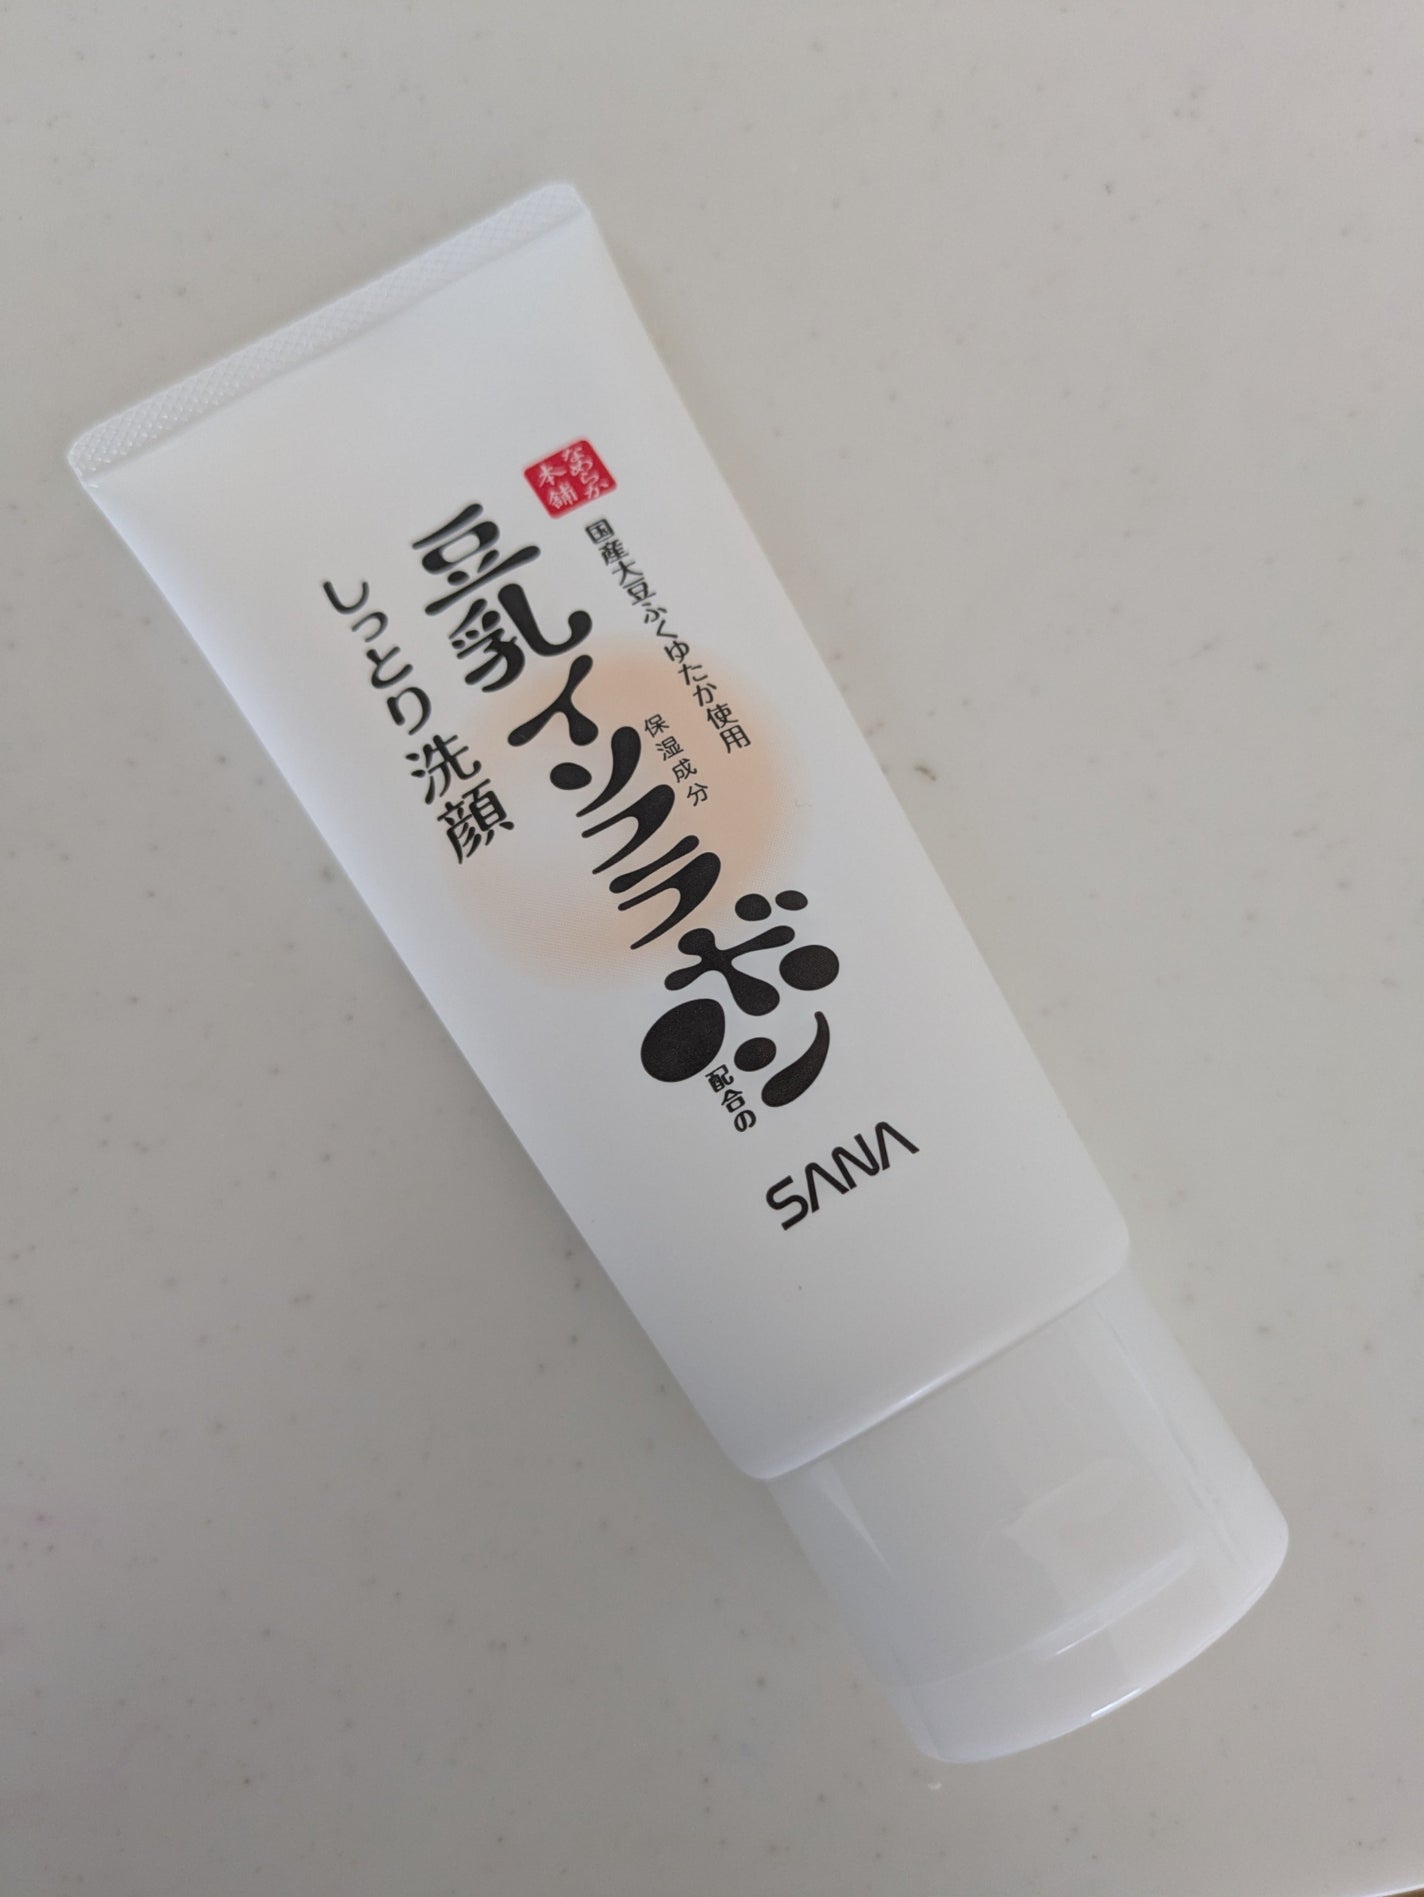 なめらか
本舗
国産大豆ふくゆたか使用
保湿成分
豆乳イソフラボン
配合の
しっとり洗顔
SANA